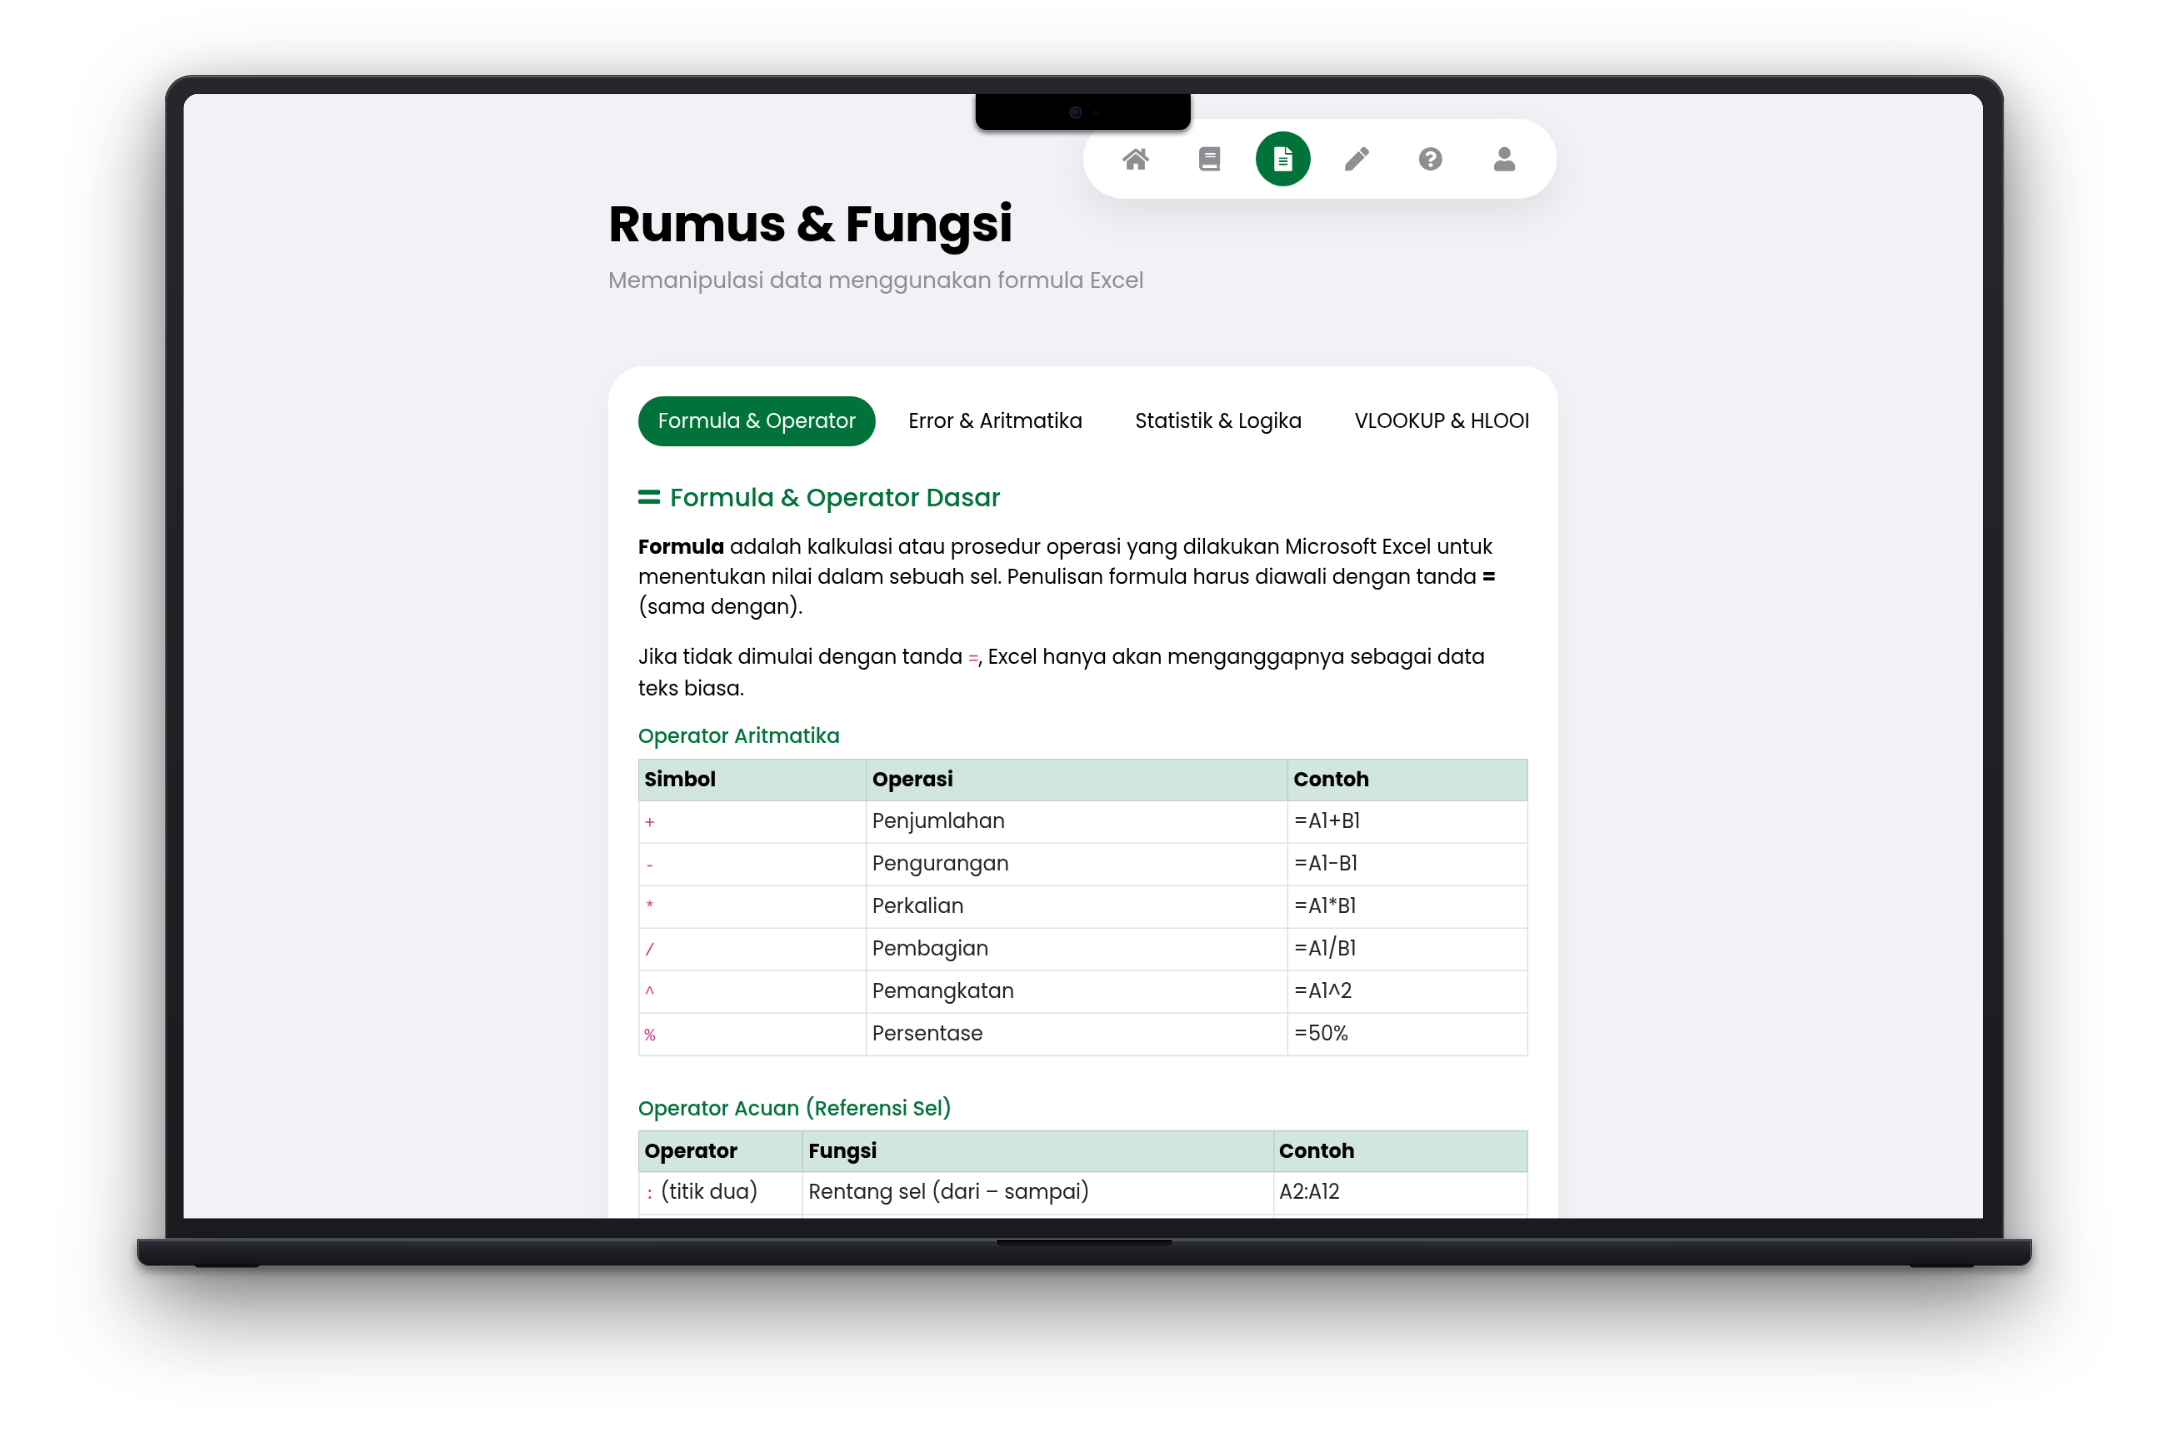 Rumus & Fungsi
Memanipulasi data menggunakan formula Excel
Formula & Operator Error & Aritmatika Statistik & Logika VLOOKUP & HLOOI
= Formula & Operator Dasar
Formula adalah kalkulasi atau prosedur operasi yang dilakukan Microsoft Excel untuk
menentukan nilai dalam sebuah sel. Penulisan formula harus diawali dengan tanda =
(sama dengan).
Jika tidak dimulai dengan tanda =, Excel hanya akan menganggapnya sebagai data
teks biasa.
Operator Aritmatika
Simbol Operasi Contoh
+ Penjumlahan =A1+B1
- Pengurangan =A1-B1
* Perkalian =A1*B1
/ Pembagian =A1/B1
^ Pemangkatan =A1^2
% Persentase =50%
Operator Acuan (Referensi Sel)
Operator Fungsi Contoh
: (titik dua) Rentang sel (dari – sampai) A2:A12